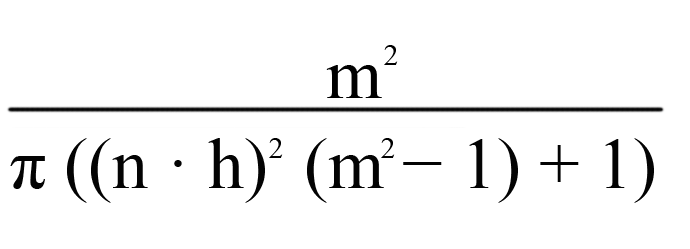 m²
π ((n · h)² (m² − 1) + 1)